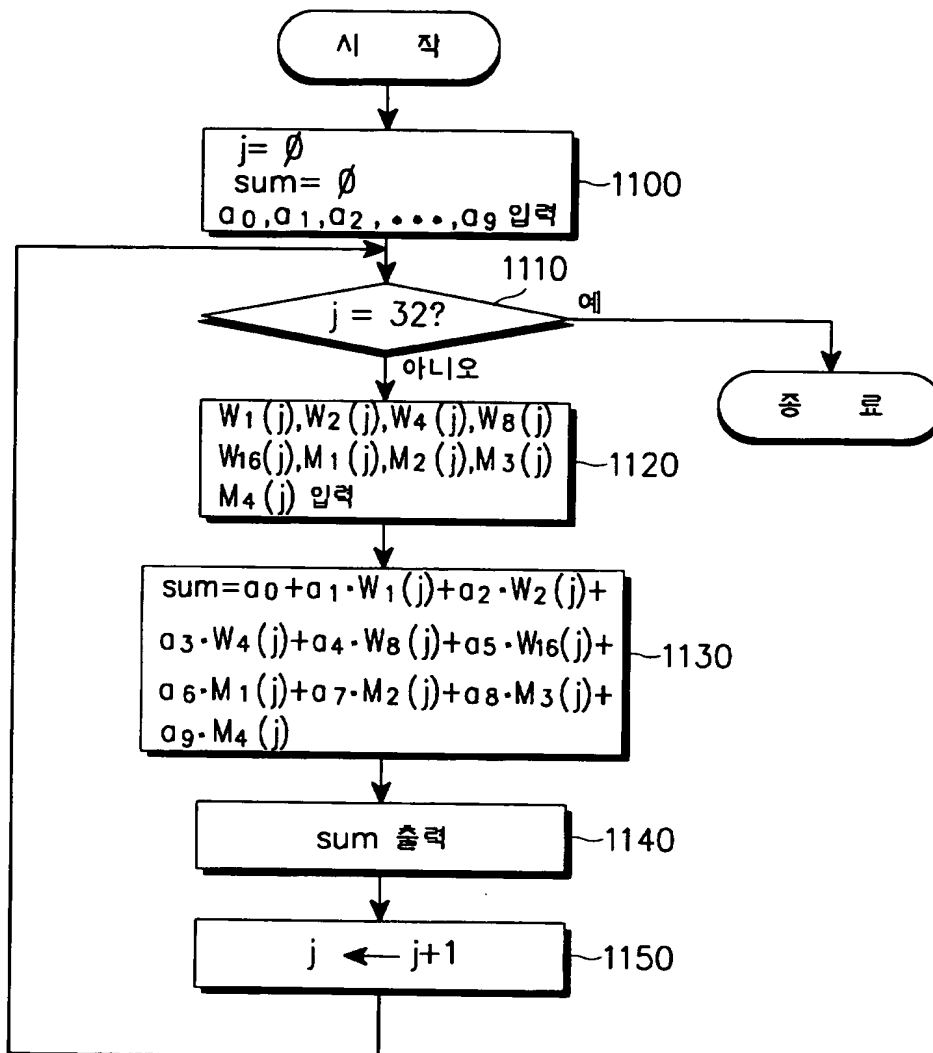 시 작
j= Ø
sum= Ø
a0,a1,a2,•••,a9 입력
1100
1110
j = 32?
예
아니오
종 료
W1(j),W2(j),W4(j),W8(j)
W16(j),M1(j),M2(j),M3(j)
M4(j) 입력
1120
sum=a0+a1·W1(j)+a2·W2(j)+
a3·W4(j)+a4·W8(j)+a5·W16(j)+
a6·M1(j)+a7·M2(j)+a8·M3(j)+
a9·M4(j)
1130
sum 출력
1140
j ← j+1
1150